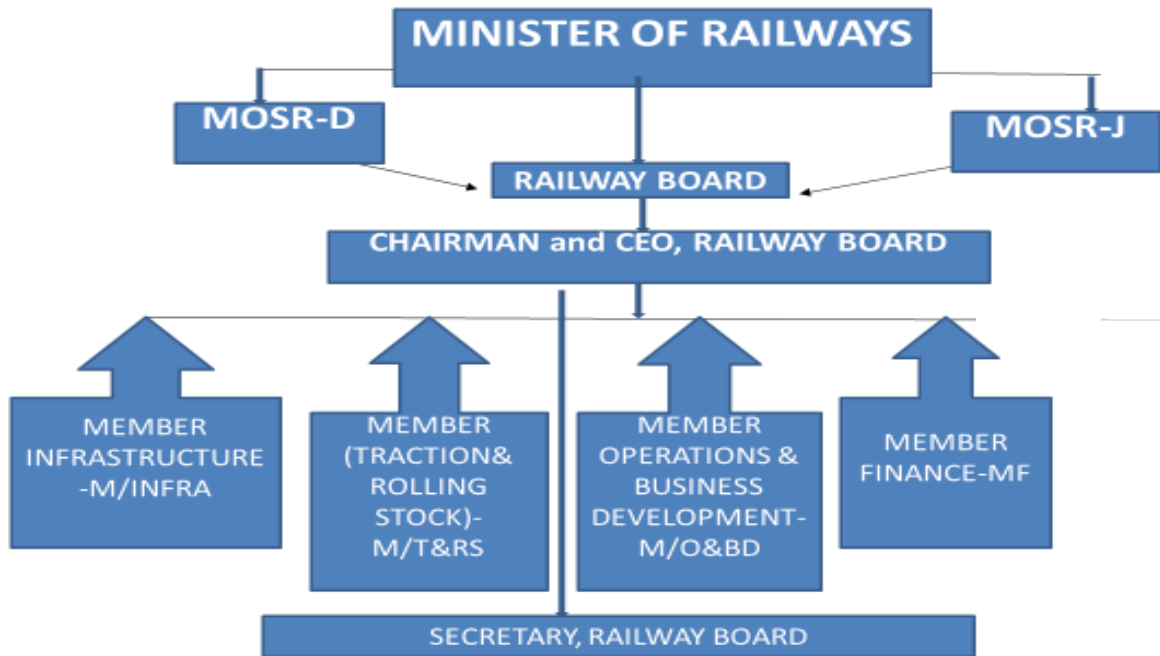 MINISTER OF RAILWAYS
MOSR-D
MOSR-J
RAILWAY BOARD
CHAIRMAN and CEO, RAILWAY BOARD
MEMBER
INFRASTRUCTURE
-M/INFRA
MEMBER
(TRACTION&
ROLLING
STOCK)-
M/T&RS
MEMBER
OPERATIONS &
BUSINESS
DEVELOPMENT-
M/O&BD
MEMBER
FINANCE-MF
SECRETARY, RAILWAY BOARD